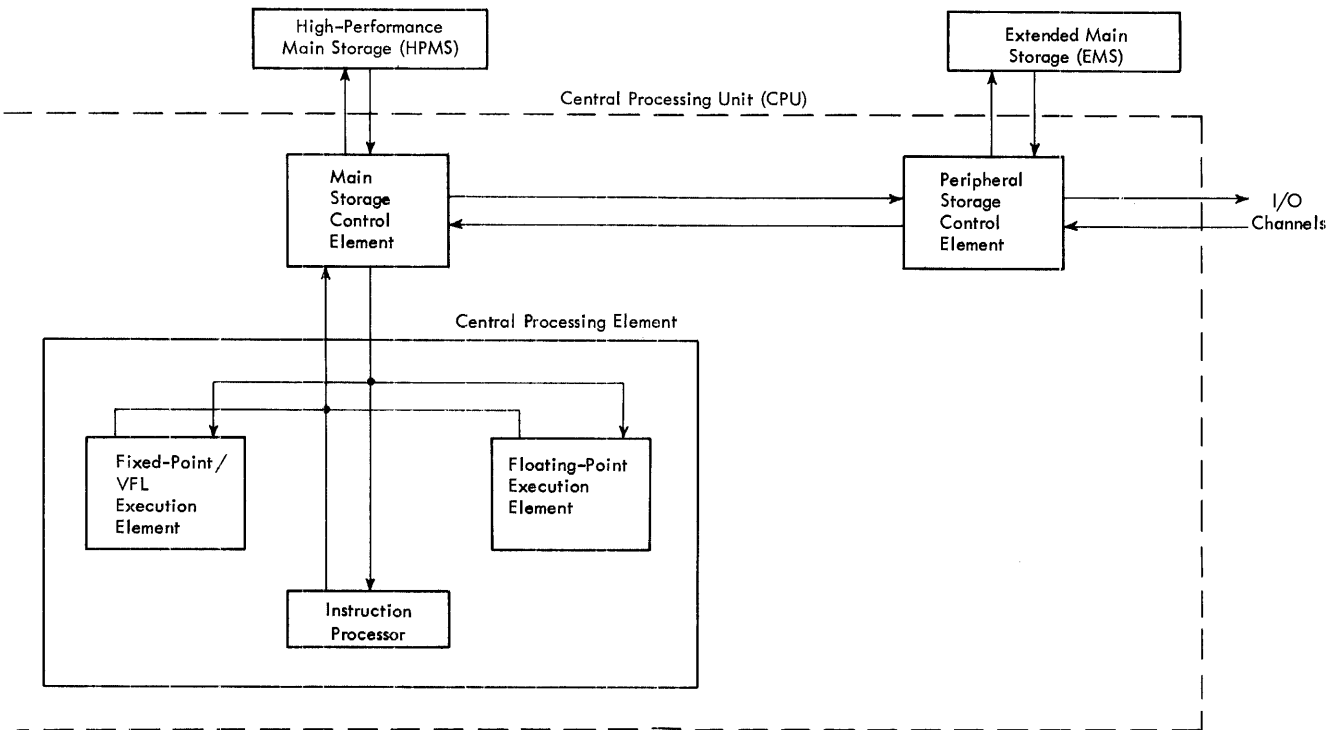 High-Performance
Main Storage (HPMS)
Extended Main
Storage (EMS)
Central Processing Unit (CPU)
Main
Storage
Control
Element
Peripheral
Storage
Control
Element
I/O
Channels
Central Processing Element
Fixed-Point/
VFL
Execution
Element
Floating-Point
Execution
Element
Instruction
Processor